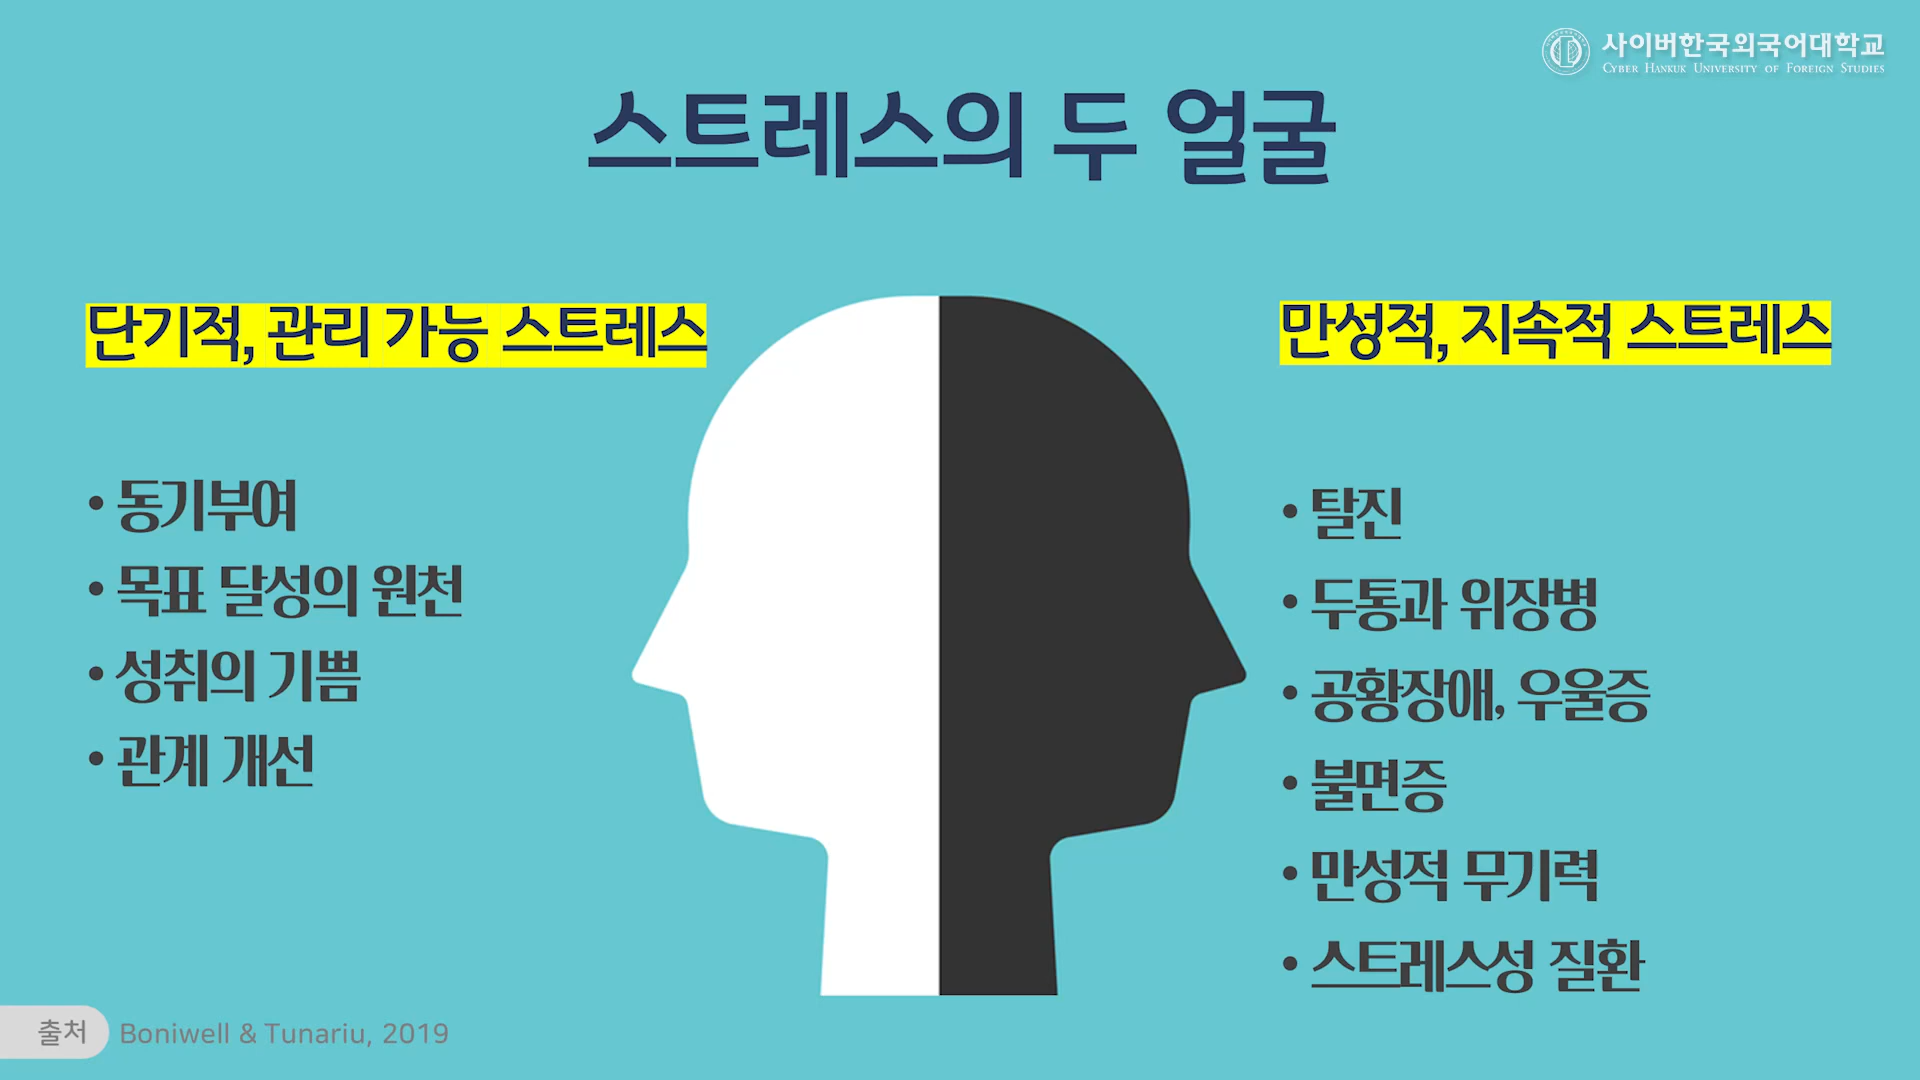 사이버한국외국어대학교
CYBER HANKUK UNIVERSITY OF FOREIGN STUDIES
스트레스의 두 얼굴
단기적, 관리 가능 스트레스
• 동기부여
• 목표 달성의 원천
• 성취의 기쁨
• 관계 개선
만성적, 지속적 스트레스
• 탈진
• 두통과 위장병
• 공황장애, 우울증
• 불면증
• 만성적 무기력
• 스트레스성 질환
출처 Boniwell & Tunariu, 2019